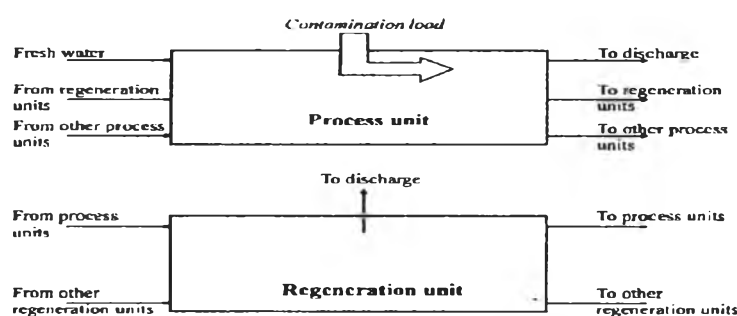 Contamination load
Fresh water
To discharge
From regeneration
units
To regeneration
units
Process unit
From other process
units
To other process
units
To discharge
From process
units
To process units
Regeneration unit
From other
regeneration units
To other
regeneration units